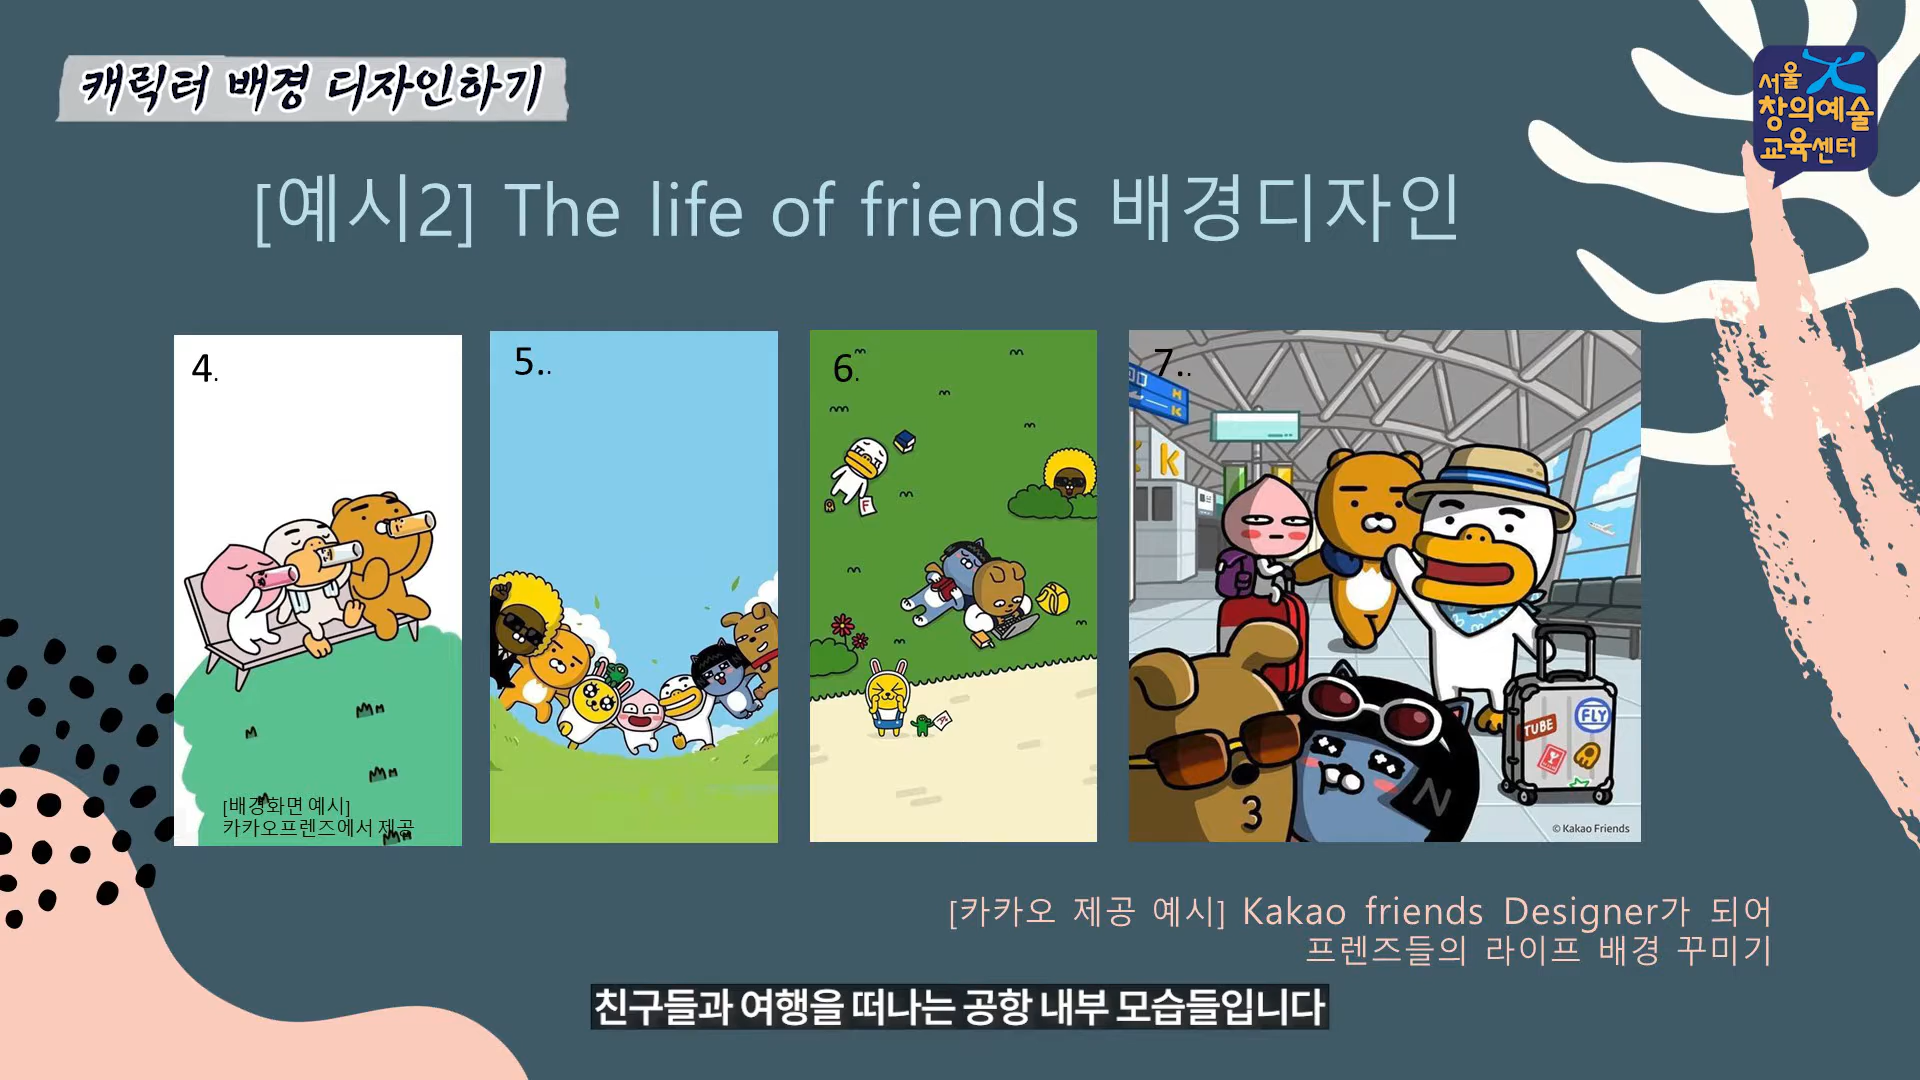 캐릭터 배경 디자인하기
서울
창의예술
교육센터
[예시2] The life of friends 배경디자인
4.
5..
6.
7..
K
K
F
TUBE
FLY
N
[배경화면 예시]
카카오프렌즈에서 제공
© Kakao Friends
[카카오 제공 예시] Kakao friends Designer가 되어
프렌즈들의 라이프 배경 꾸미기
친구들과 여행을 떠나는 공항 내부 모습들입니다